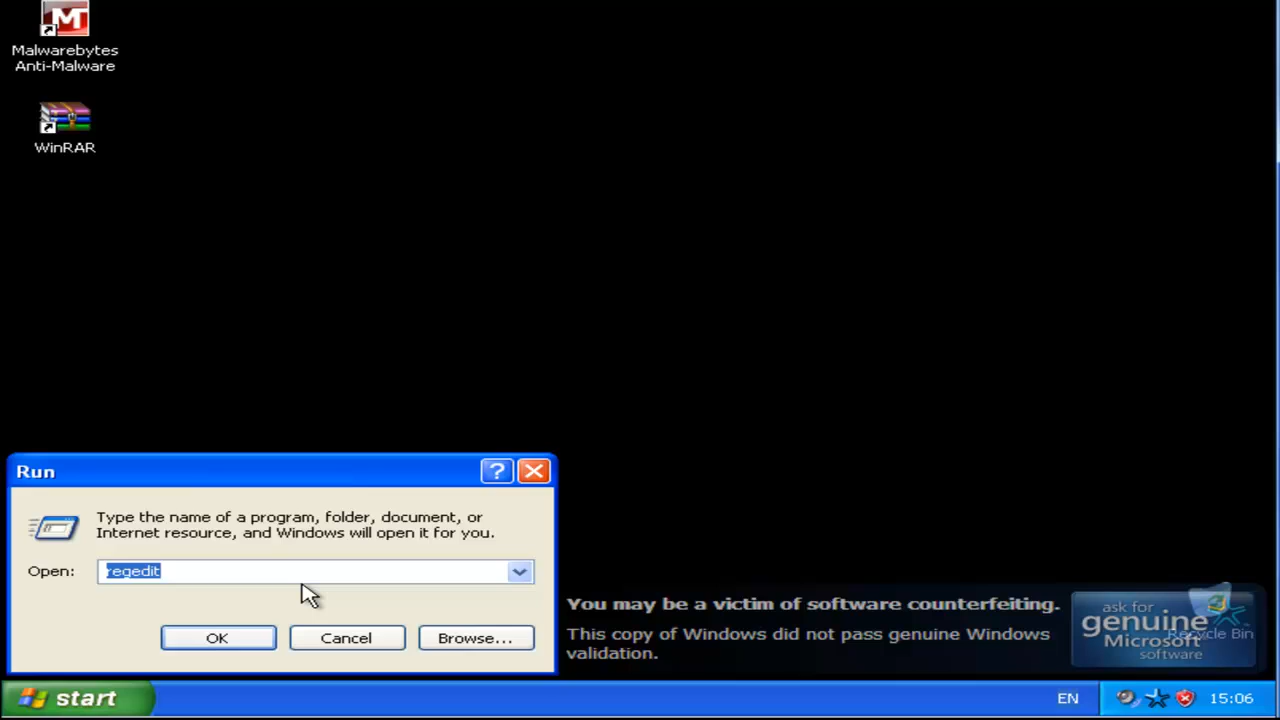 Malwarebytes
Anti-Malware
WinRAR
Run
Type the name of a program, folder, document, or
Internet resource, and Windows will open it for you.
Open: regedit
OK Cancel Browse...
You may be a victim of software counterfeiting.
This copy of Windows did not pass genuine Windows
validation.
ask for
genuine
Microsoft
software
Recycle Bin
start EN 15:06